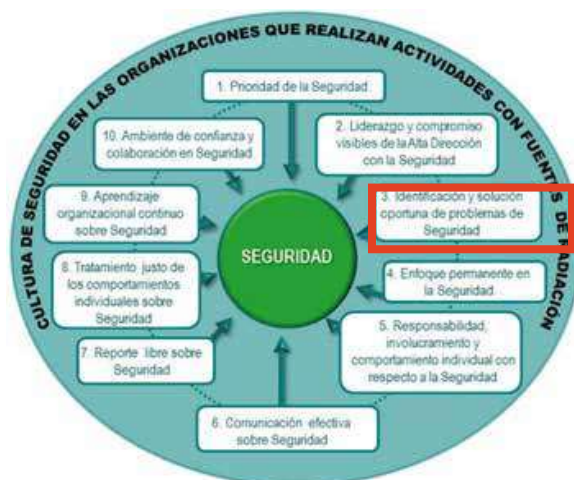 CULTURA DE SEGURIDAD EN LAS ORGANIZACIONES QUE REALIZAN ACTIVIDADES CON FUENTES DE RADIACIÓN
1. Prioridad de la Seguridad
2. Liderazgo y compromiso
visibles de la Alta Dirección
con la Seguridad
3. Identificación y solución
oportuna de problemas de
Seguridad
4. Enfoque permanente en
la Seguridad
5. Responsabilidad,
involucramiento y
comportamiento individual con
respecto a la Seguridad
6. Comunicación efectiva
sobre Seguridad
7. Reporte libre sobre
Seguridad
8. Tratamiento justo de
los comportamientos
individuales sobre
Seguridad
9. Aprendizaje
organizacional continuo
sobre Seguridad
10. Ambiente de confianza y
colaboración en Seguridad
SEGURIDAD